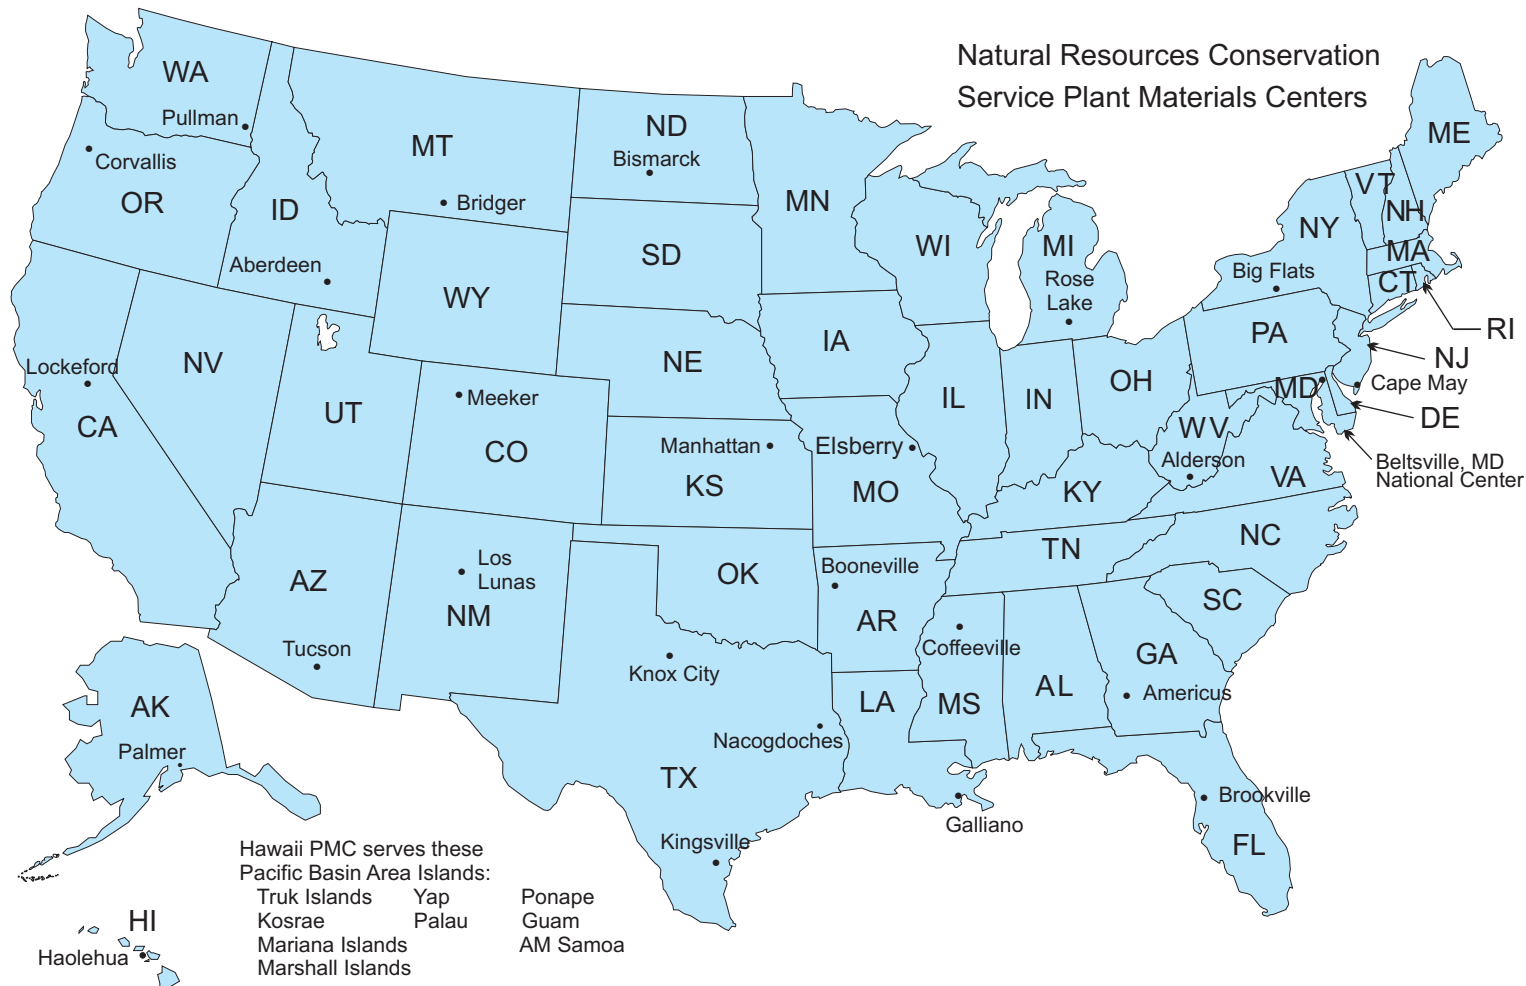 Natural Resources Conservation
Service Plant Materials Centers
WA
Pullman
Corvallis
OR
ID
Aberdeen
MT
Bridger
ND
Bismarck
MN
SD
WY
WI
MI
Rose
Lake
ME
VT
NH
NY
MA
Big Flats
CT
RI
PA
NJ
Cape May
MD
DE
Beltsville, MD
National Center
Lockeford
CA
NV
UT
Meeker
CO
NE
IA
IL
IN
OH
WV
Alderson
VA
Manhattan
KS
Elsberry
MO
KY
TN
NC
SC
AZ
Tucson
Los
Lunas
NM
OK
Booneville
AR
Coffeeville
MS
AL
GA
Americus
Knox City
Nacogdoches
TX
LA
Kingsville
Galliano
Brookville
FL
AK
Palmer
HI
Haolehua
Hawaii PMC serves these
Pacific Basin Area Islands:
Truk Islands Yap Ponape
Kosrae Palau Guam
Mariana Islands AM Samoa
Marshall Islands